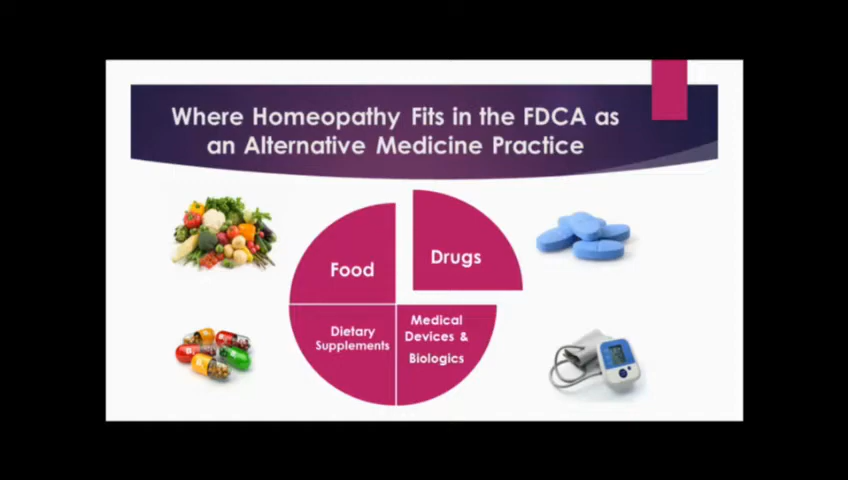 Where Homeopathy Fits in the FDCA as
an Alternative Medicine Practice
Food
Drugs
Dietary
Supplements
Medical
Devices &
Biologics